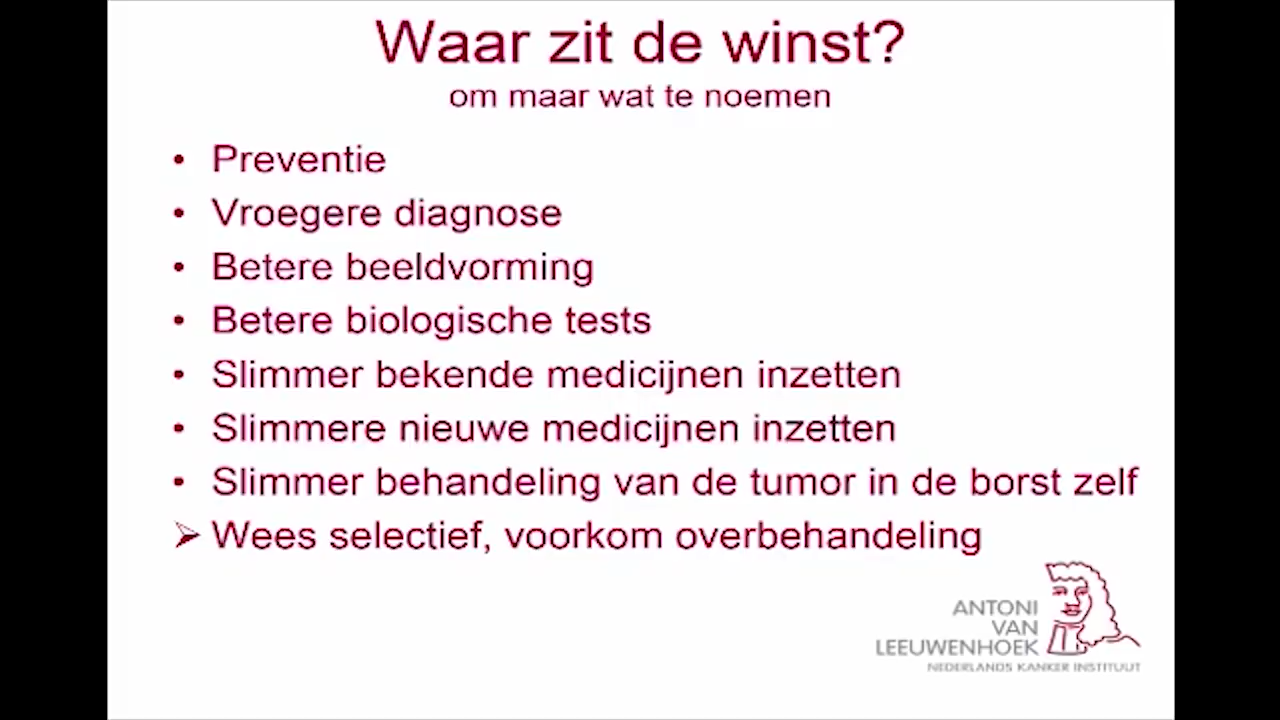 Waar zit de winst?
om maar wat te noemen
• Preventie
• Vroegere diagnose
• Betere beeldvorming
• Betere biologische tests
• Slimmer bekende medicijnen inzetten
• Slimmere nieuwe medicijnen inzetten
• Slimmer behandeling van de tumor in de borst zelf
➢ Wees selectief, voorkom overbehandeling
ANTONI
VAN
LEEUWENHOEK
NEDERLANDS KANKER INSTITUUT